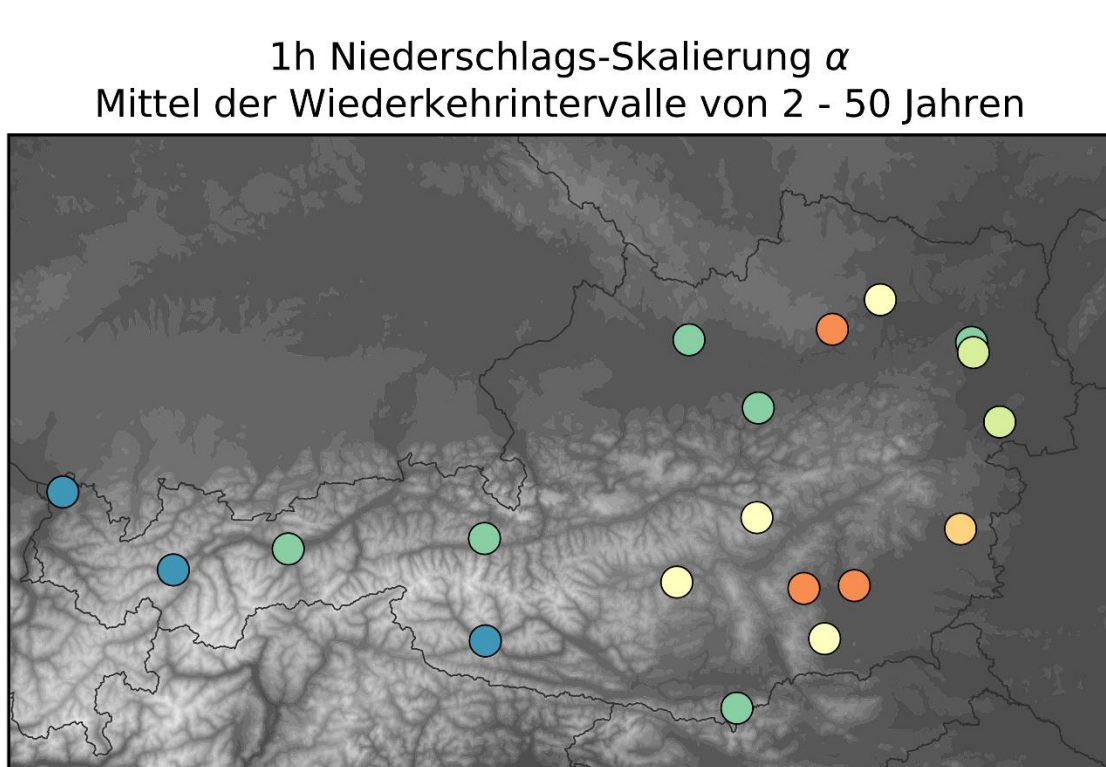 1h Niederschlags-Skalierung α
Mittel der Wiederkehrintervalle von 2 - 50 Jahren